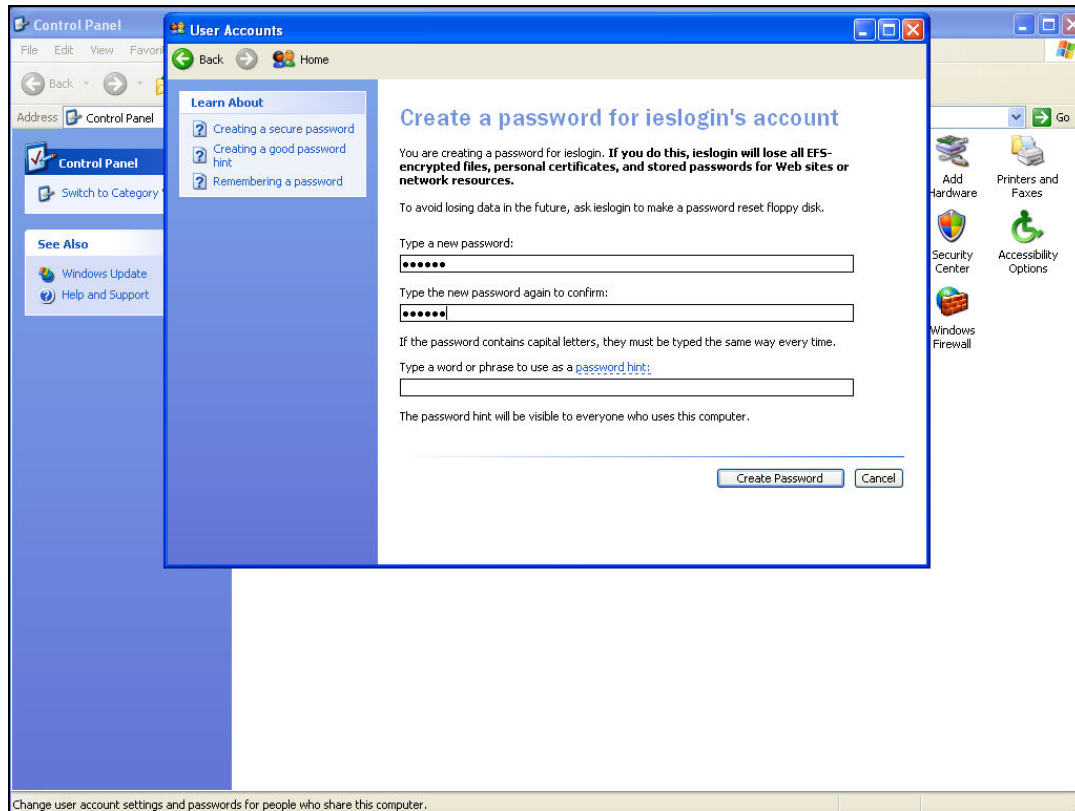 Control Panel
File Edit View
Back
Address Control Panel
Go
Control Panel
Switch to Category
See Also
Windows Update
Help and Support
User Accounts
Back Home
Learn About
Creating a secure password
Creating a good password
hint
Remembering a password
Create a password for ieslogin's account
You are creating a password for ieslogin. If you do this, ieslogin will lose all EFS-
encrypted files, personal certificates, and stored passwords for Web sites or
network resources.
To avoid losing data in the future, ask ieslogin to make a password reset floppy disk.
Type a new password:
●●●●●●
Type the new password again to confirm:
●●●●●●
If the password contains capital letters, they must be typed the same way every time.
Type a word or phrase to use as a password hint:
The password hint will be visible to everyone who uses this computer.
Create Password Cancel
Add
Hardware
Printers and
Faxes
Security
Center
Accessibility
Options
Windows
Firewall
Change user account settings and passwords for people who share this computer.